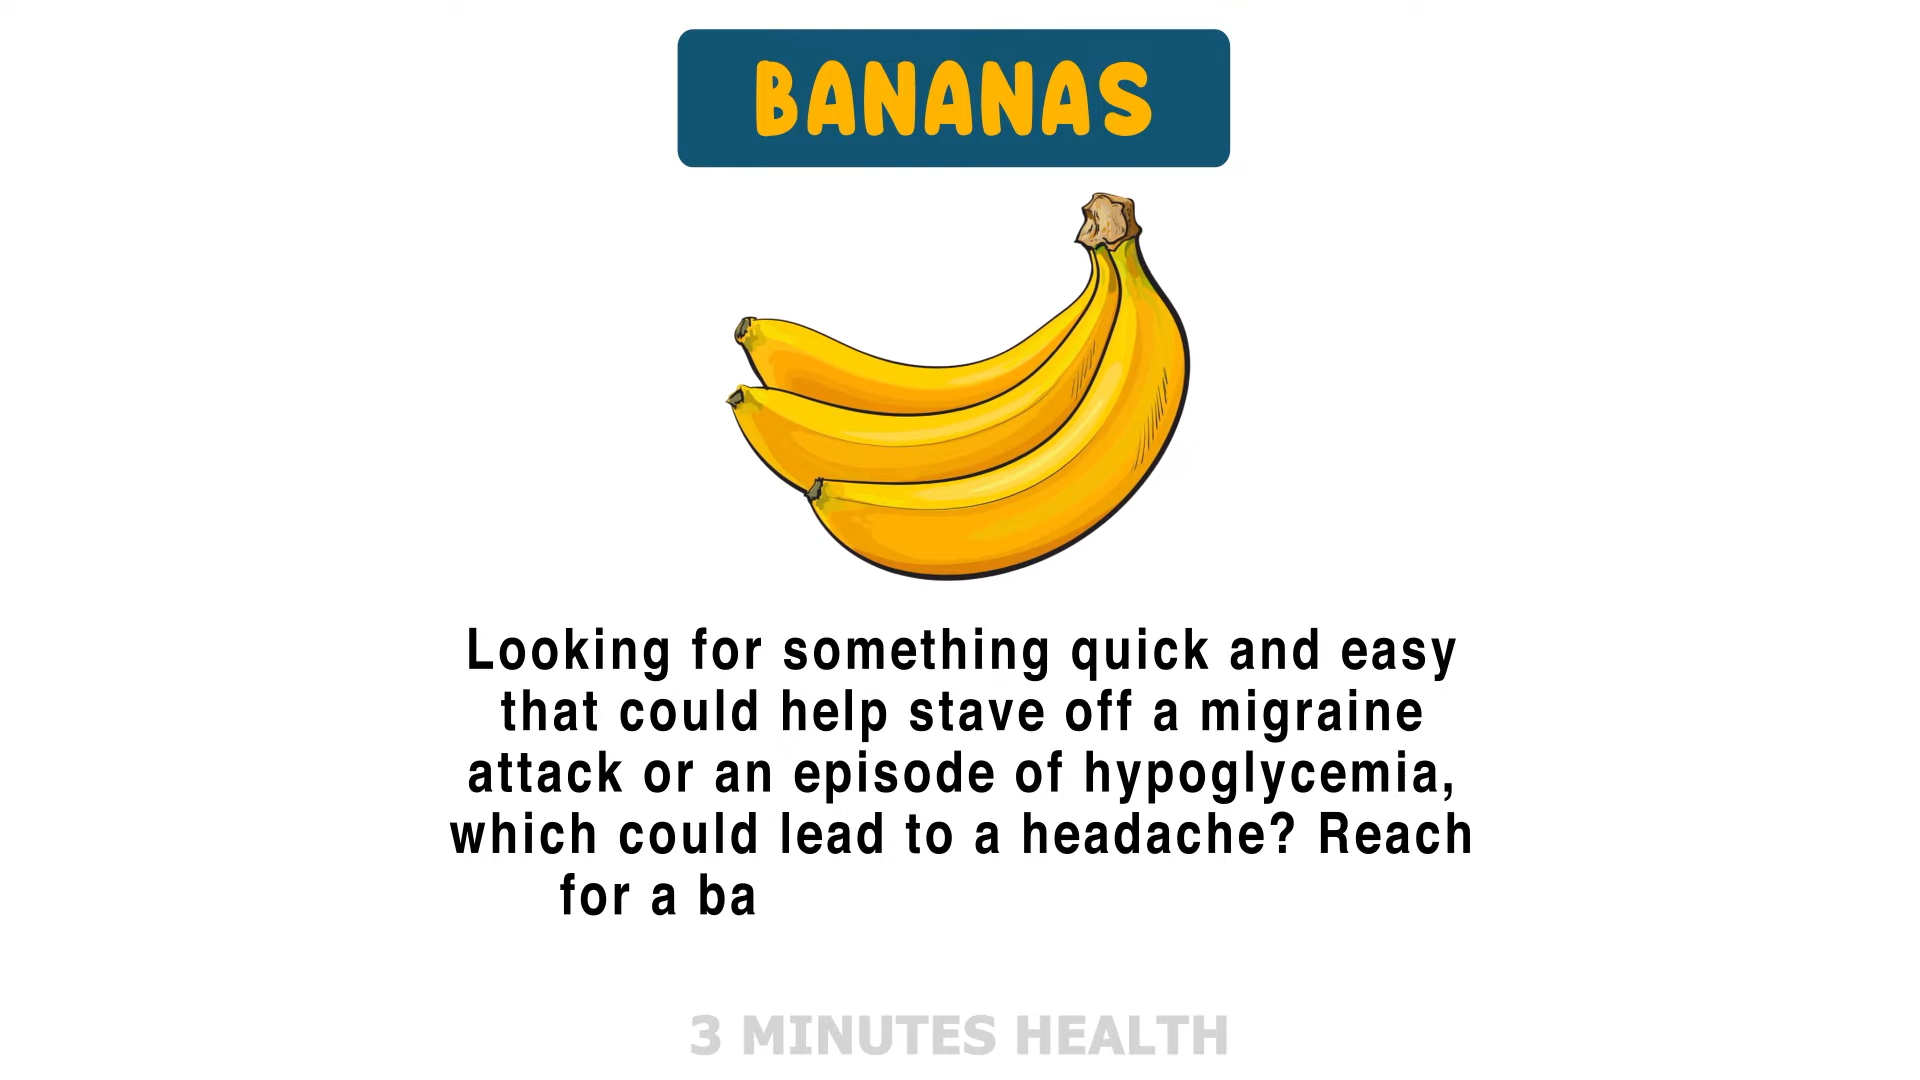 BANANAS
Looking for something quick and easy
that could help stave off a migraine
attack or an episode of hypoglycemia,
which could lead to a headache? Reach
for a ba
3 MINUTES HEALTH